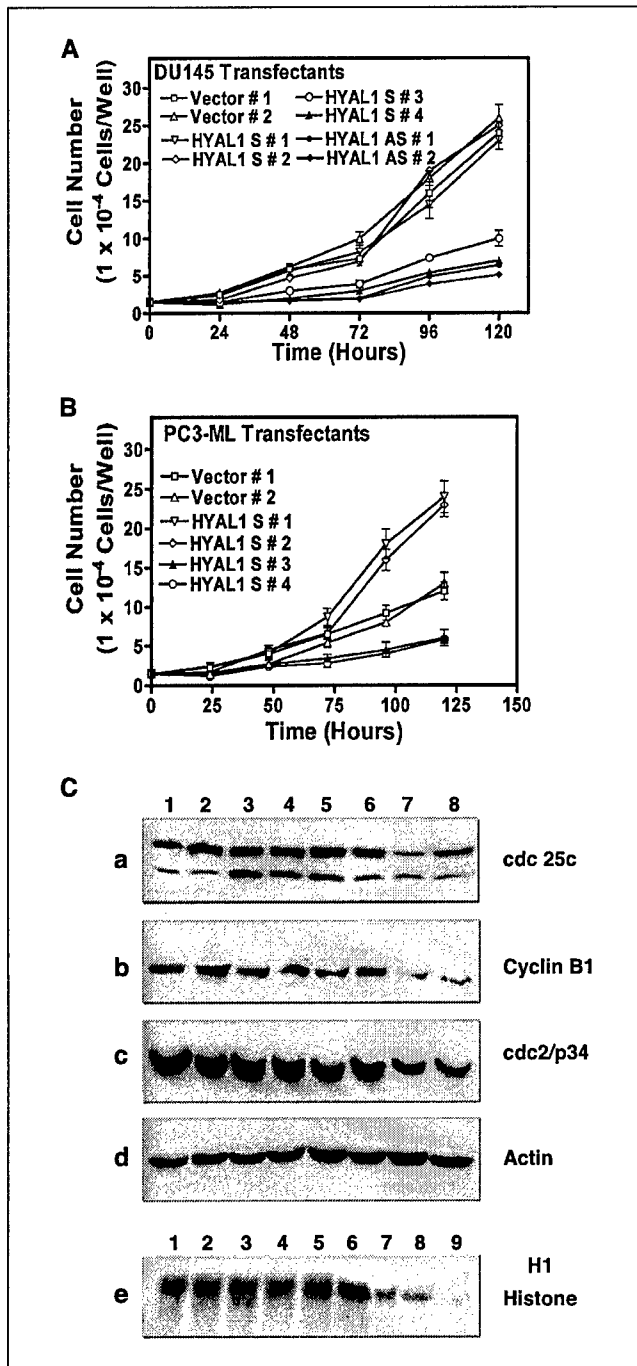 A
DU145 Transfectants
Vector # 1
Vector # 2
HYAL1 S # 1
HYAL1 S # 2
HYAL1 S # 3
HYAL1 S # 4
HYAL1 AS # 1
HYAL1 AS # 2
Cell Number
(1 x 10-4 Cells/Well)
30
25
20
15
10
5
0
0 24 48 72 96 120
Time (Hours)
B
PC3-ML Transfectants
Vector # 1
Vector # 2
HYAL1 S # 1
HYAL1 S # 2
HYAL1 S # 3
HYAL1 S # 4
Cell Number
(1 x 10-4 Cells/Well)
30
25
20
15
10
5
0
0 25 50 75 100 125 150
Time (Hours)
C
1 2 3 4 5 6 7 8
a cdc 25c
b Cyclin B1
c cdc2/p34
d Actin
1 2 3 4 5 6 7 8 9
e H1
Histone